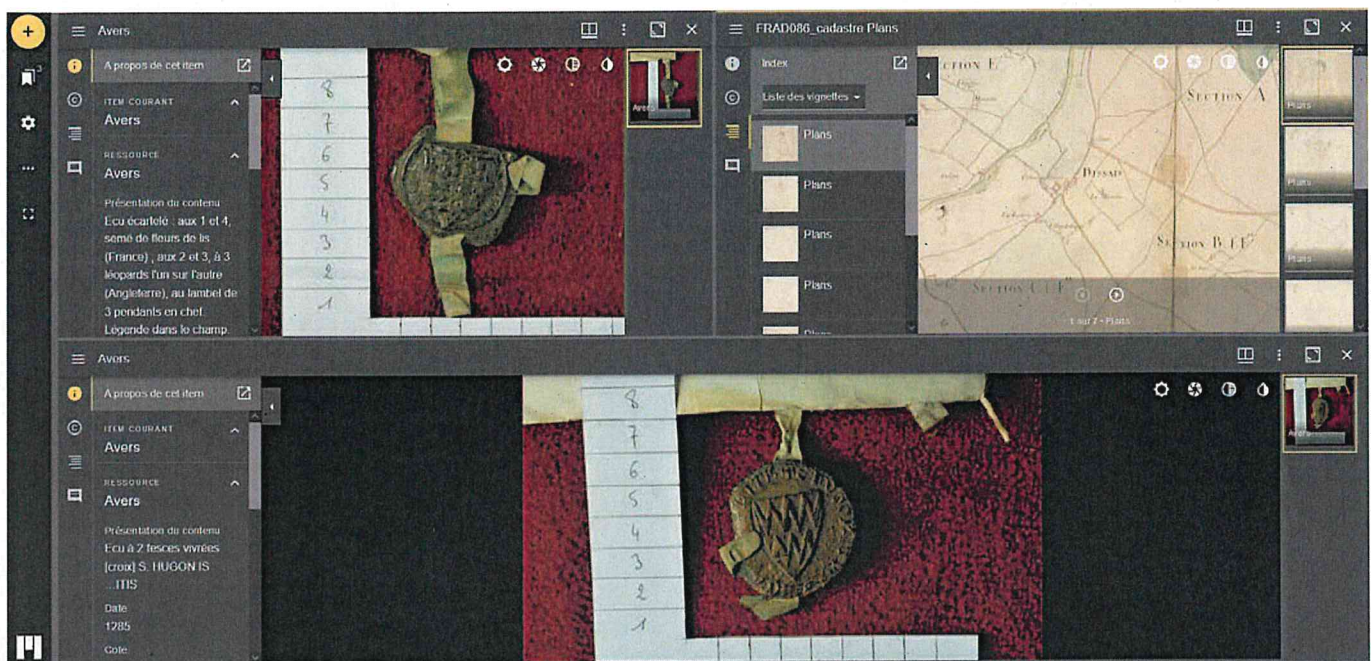 3
Avers
A propos de cet item
ITEM COURANT
Avers
RESSOURCE
Avers
Présentation du contenu
Ecu écartelé : aux 1 et 4,
semé de fleurs de lis
(France) ; aux 2 et 3, à 3
léopards l'un sur l'autre
(Angleterre), au lambel de
3 pendants en chef.
Légende dans le champ.
8
7
6
5
4
3
2
1
Avers
FRAD086_cadastre Plans
Index
Liste des vignettes
Plans
Plans
Plans
Plans
Plans
SECTION A
DISSAIS
SECTION B
SECTION C
1 sur 7 • Plans
Plans
Plans
Plans
Avers
A propos de cet item
ITEM COURANT
Avers
RESSOURCE
Avers
Présentation du contenu
Ecu à 2 fesces vivrées
[croix] S. HUGON IS
...ITIS
Date
1285
Cote
8
7
6
5
4
3
2
1
Avers